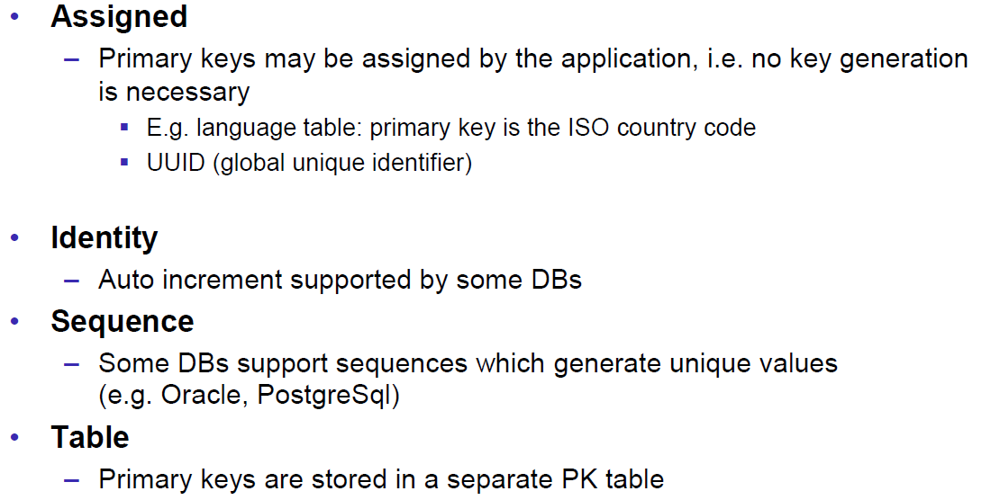 • Assigned
– Primary keys may be assigned by the application, i.e. no key generation
is necessary
▪ E.g. language table: primary key is the ISO country code
▪ UUID (global unique identifier)
• Identity
– Auto increment supported by some DBs
• Sequence
– Some DBs support sequences which generate unique values
(e.g. Oracle, PostgreSql)
• Table
– Primary keys are stored in a separate PK table